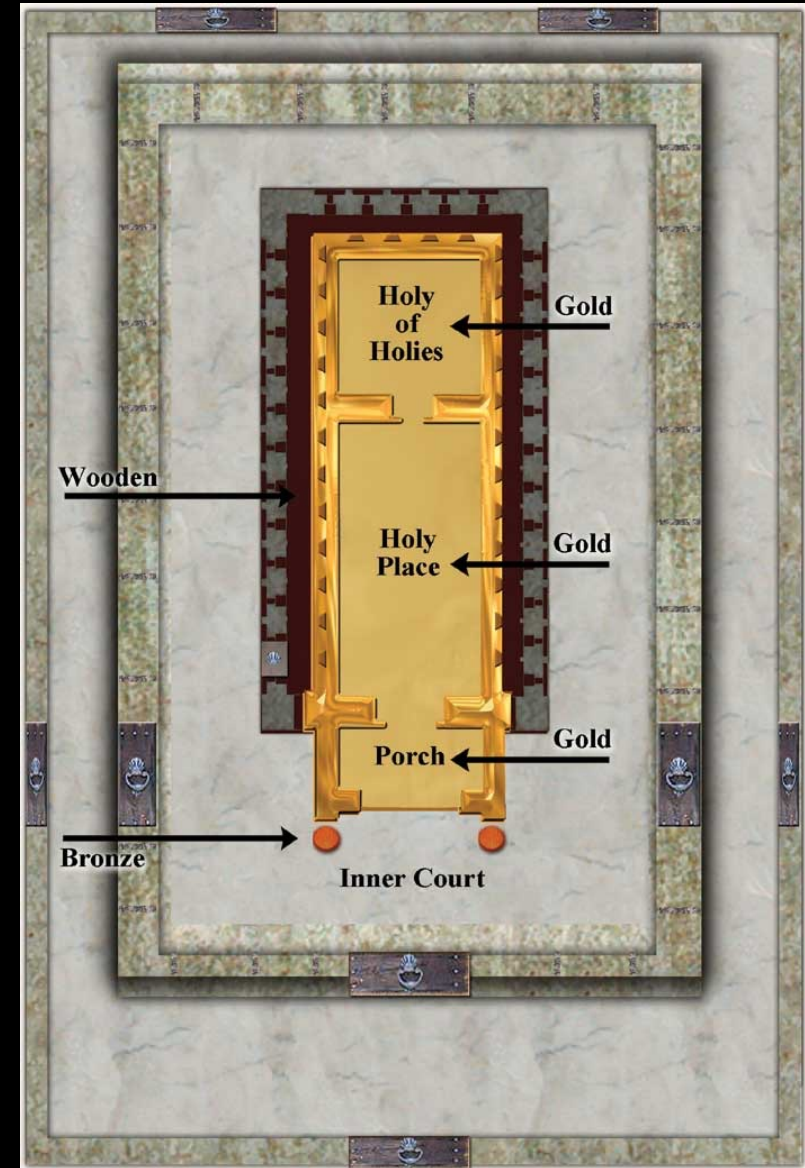 Holy
of
Holies
Gold
Wooden
Holy
Place
Gold
Porch
Gold
Bronze
Inner Court